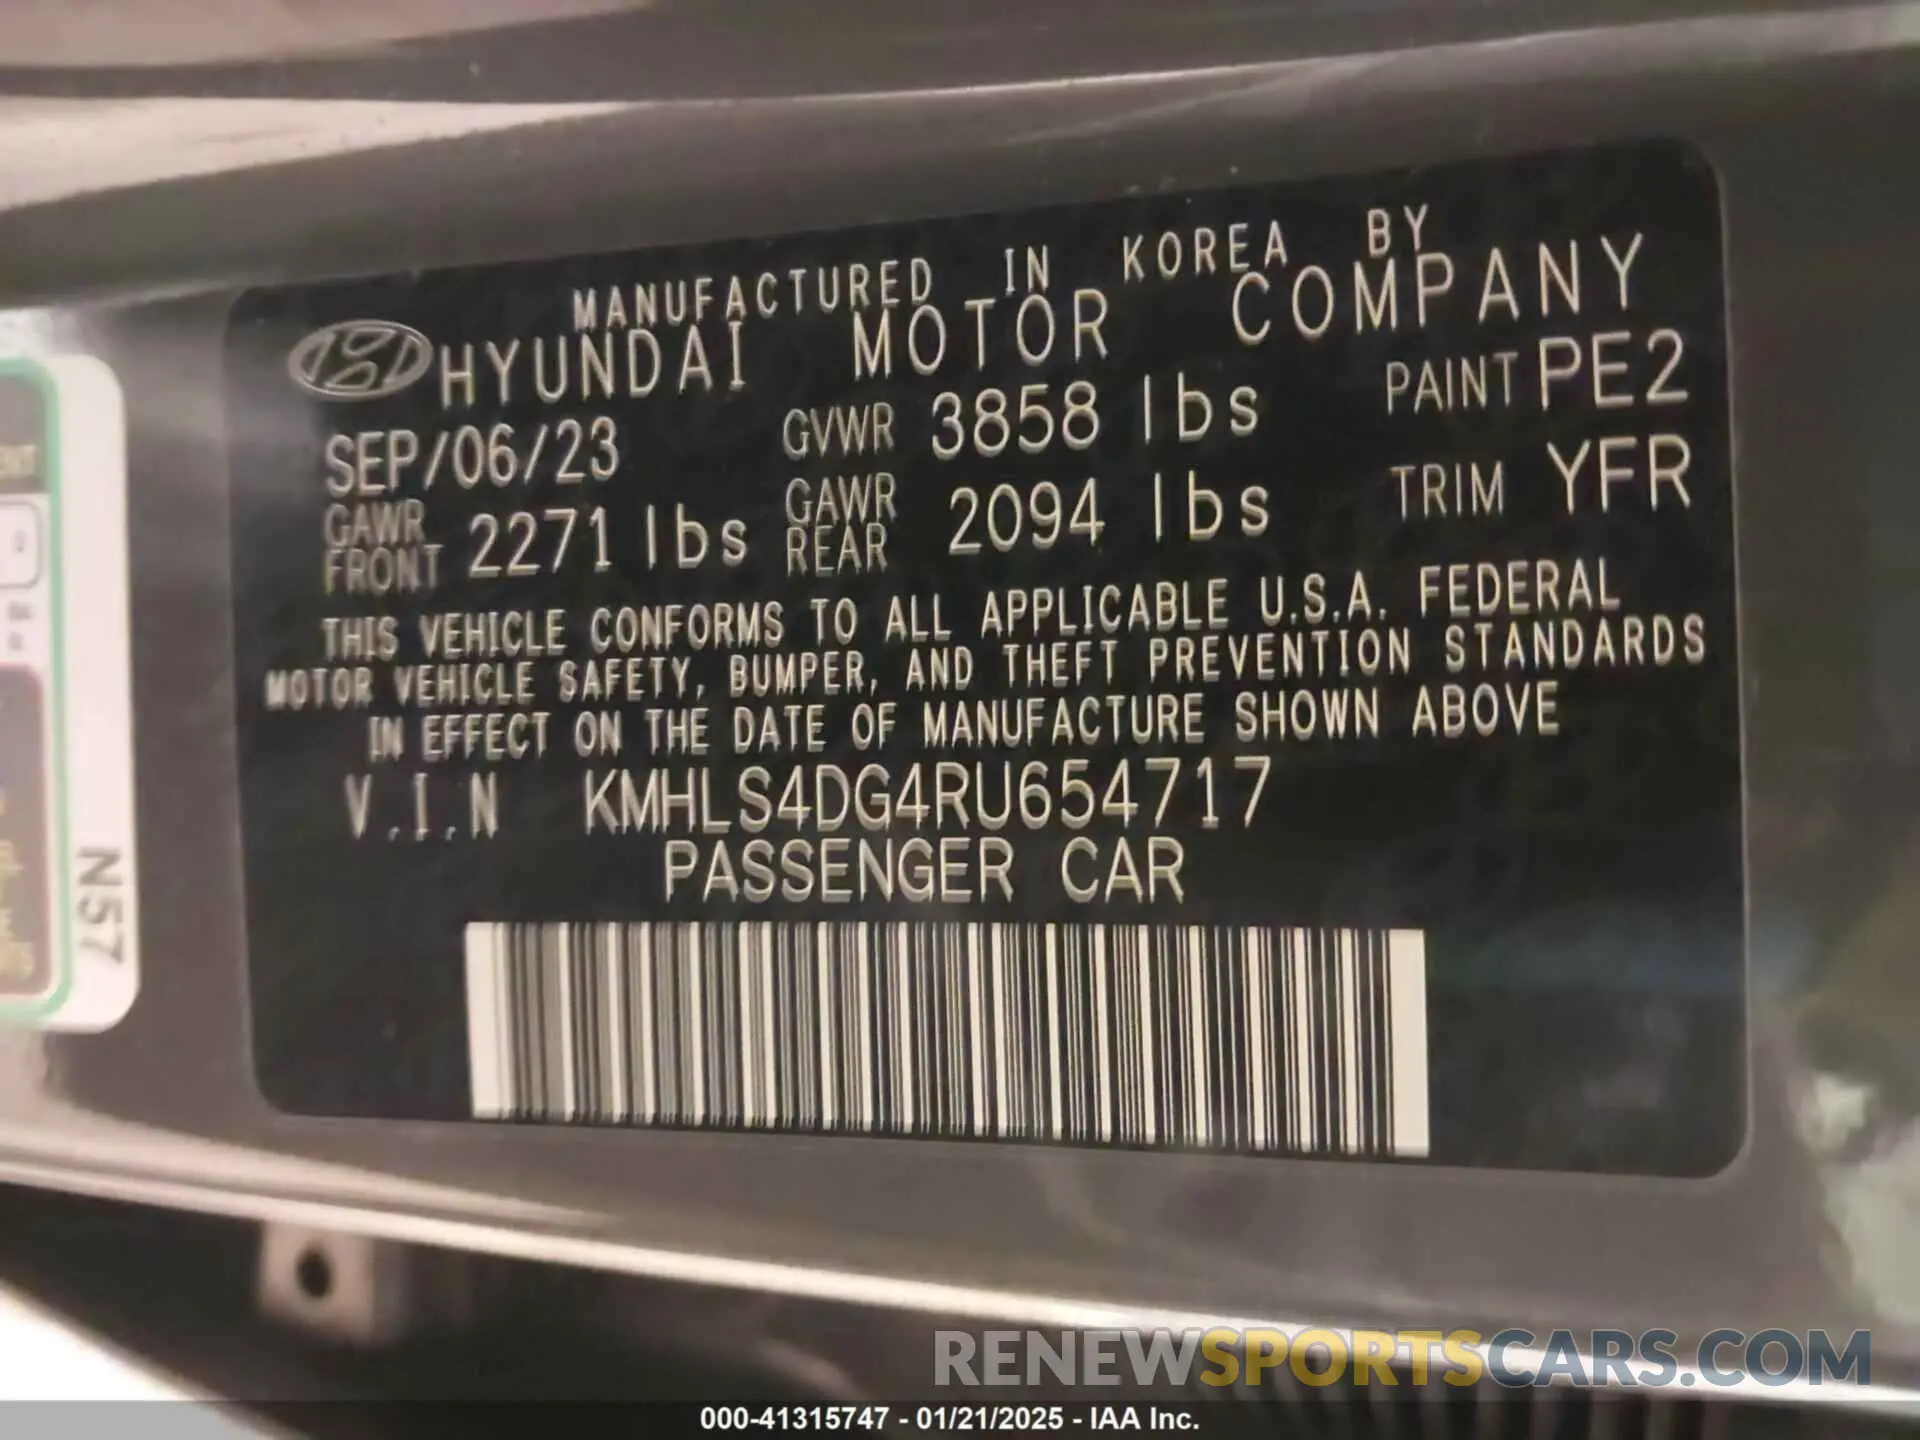 MANUFACTURED IN KOREA BY
HYUNDAI MOTOR COMPANY
SEP/06/23 GVWR 3858 lbs PAINT PE2
GAWR FRONT 2271 lbs GAWR REAR 2094 lbs TRIM YFR
THIS VEHICLE CONFORMS TO ALL APPLICABLE U.S.A. FEDERAL
MOTOR VEHICLE SAFETY, BUMPER, AND THEFT PREVENTION STANDARDS
IN EFFECT ON THE DATE OF MANUFACTURE SHOWN ABOVE
V.I.N KMHLS4DG4RU654717
PASSENGER CAR
N57
RENEWSPORTSCARS.COM
000-41315747 - 01/21/2025 - IAA Inc.